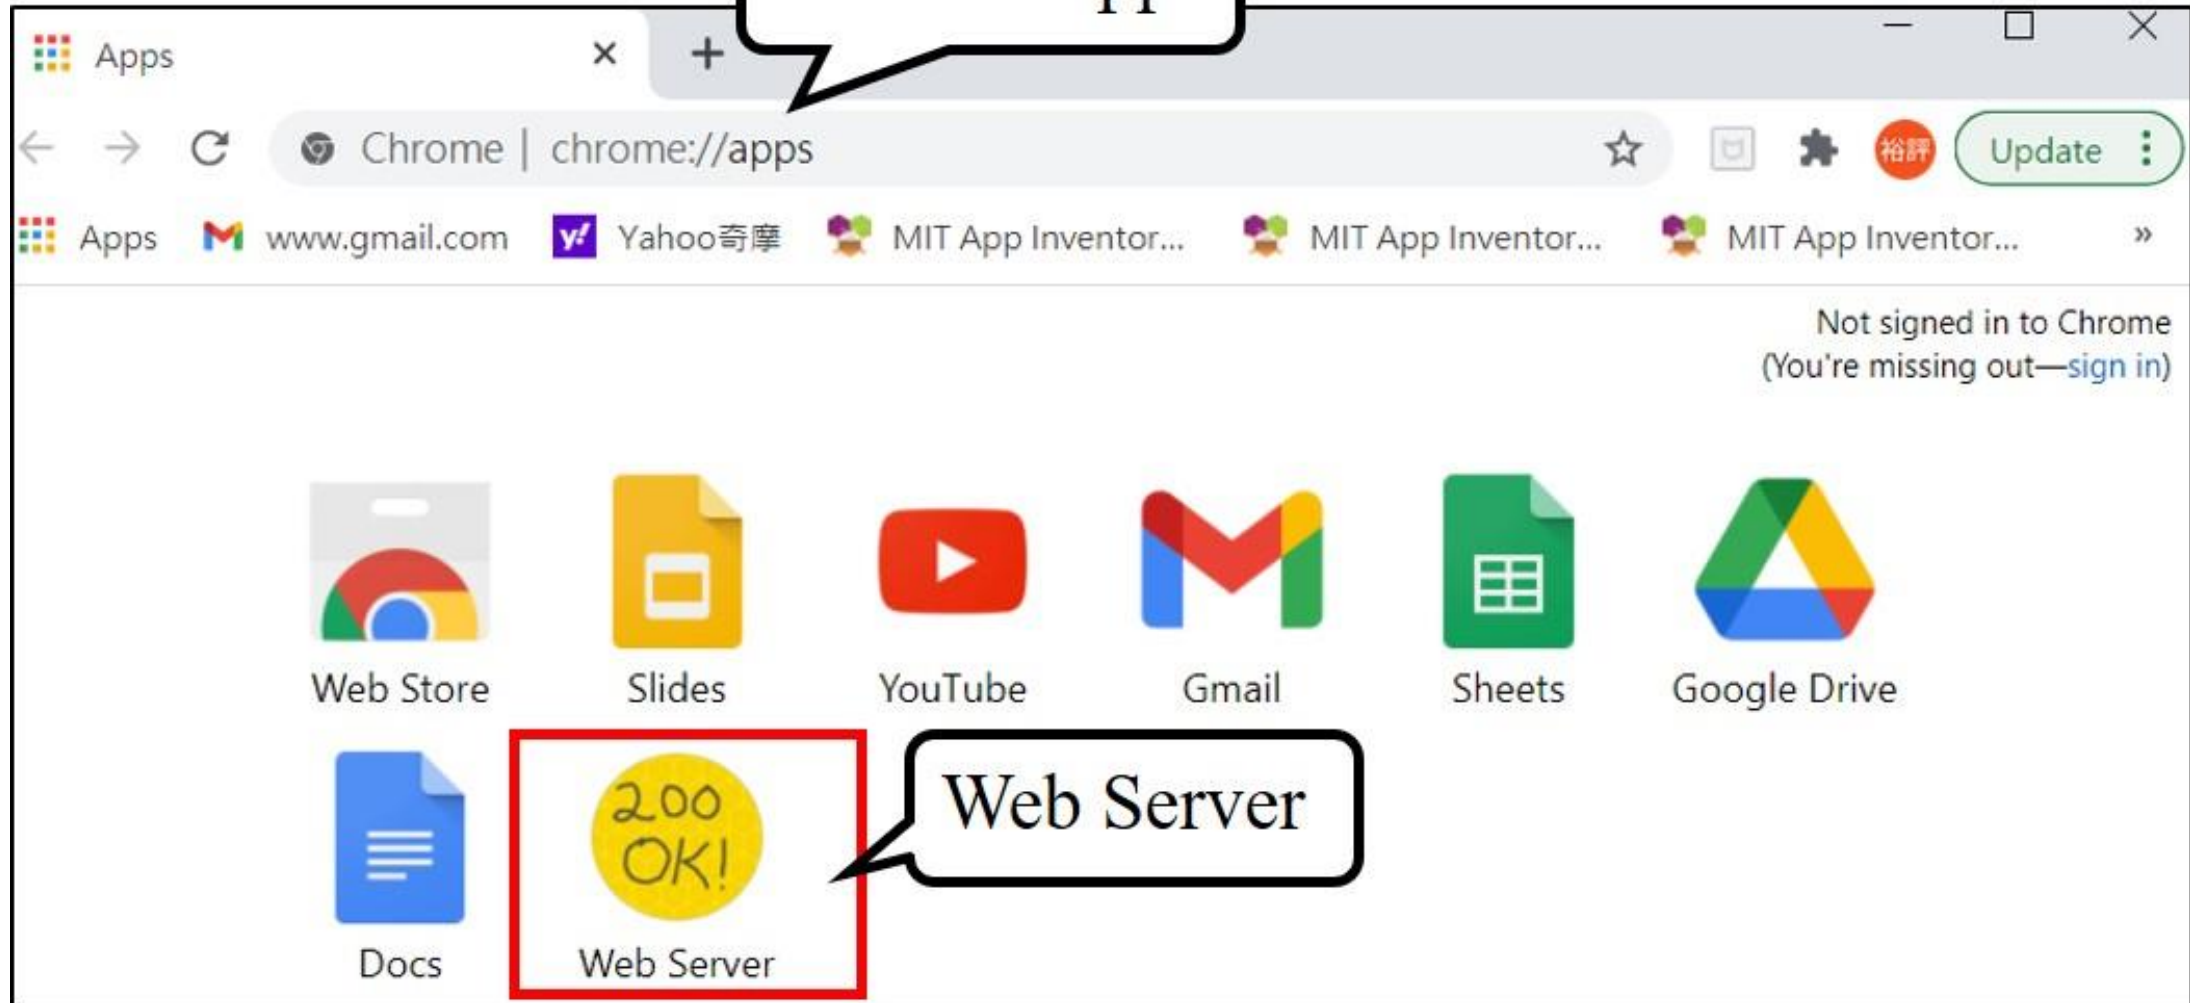 Apps
Chrome | chrome://apps
裕評
Update
Apps
www.gmail.com
Yahoo奇摩
MIT App Inventor...
MIT App Inventor...
MIT App Inventor...
Not signed in to Chrome
(You're missing out—sign in)
Web Store
Slides
YouTube
Gmail
Sheets
Google Drive
200
OK!
Web Server
Docs
Web Server